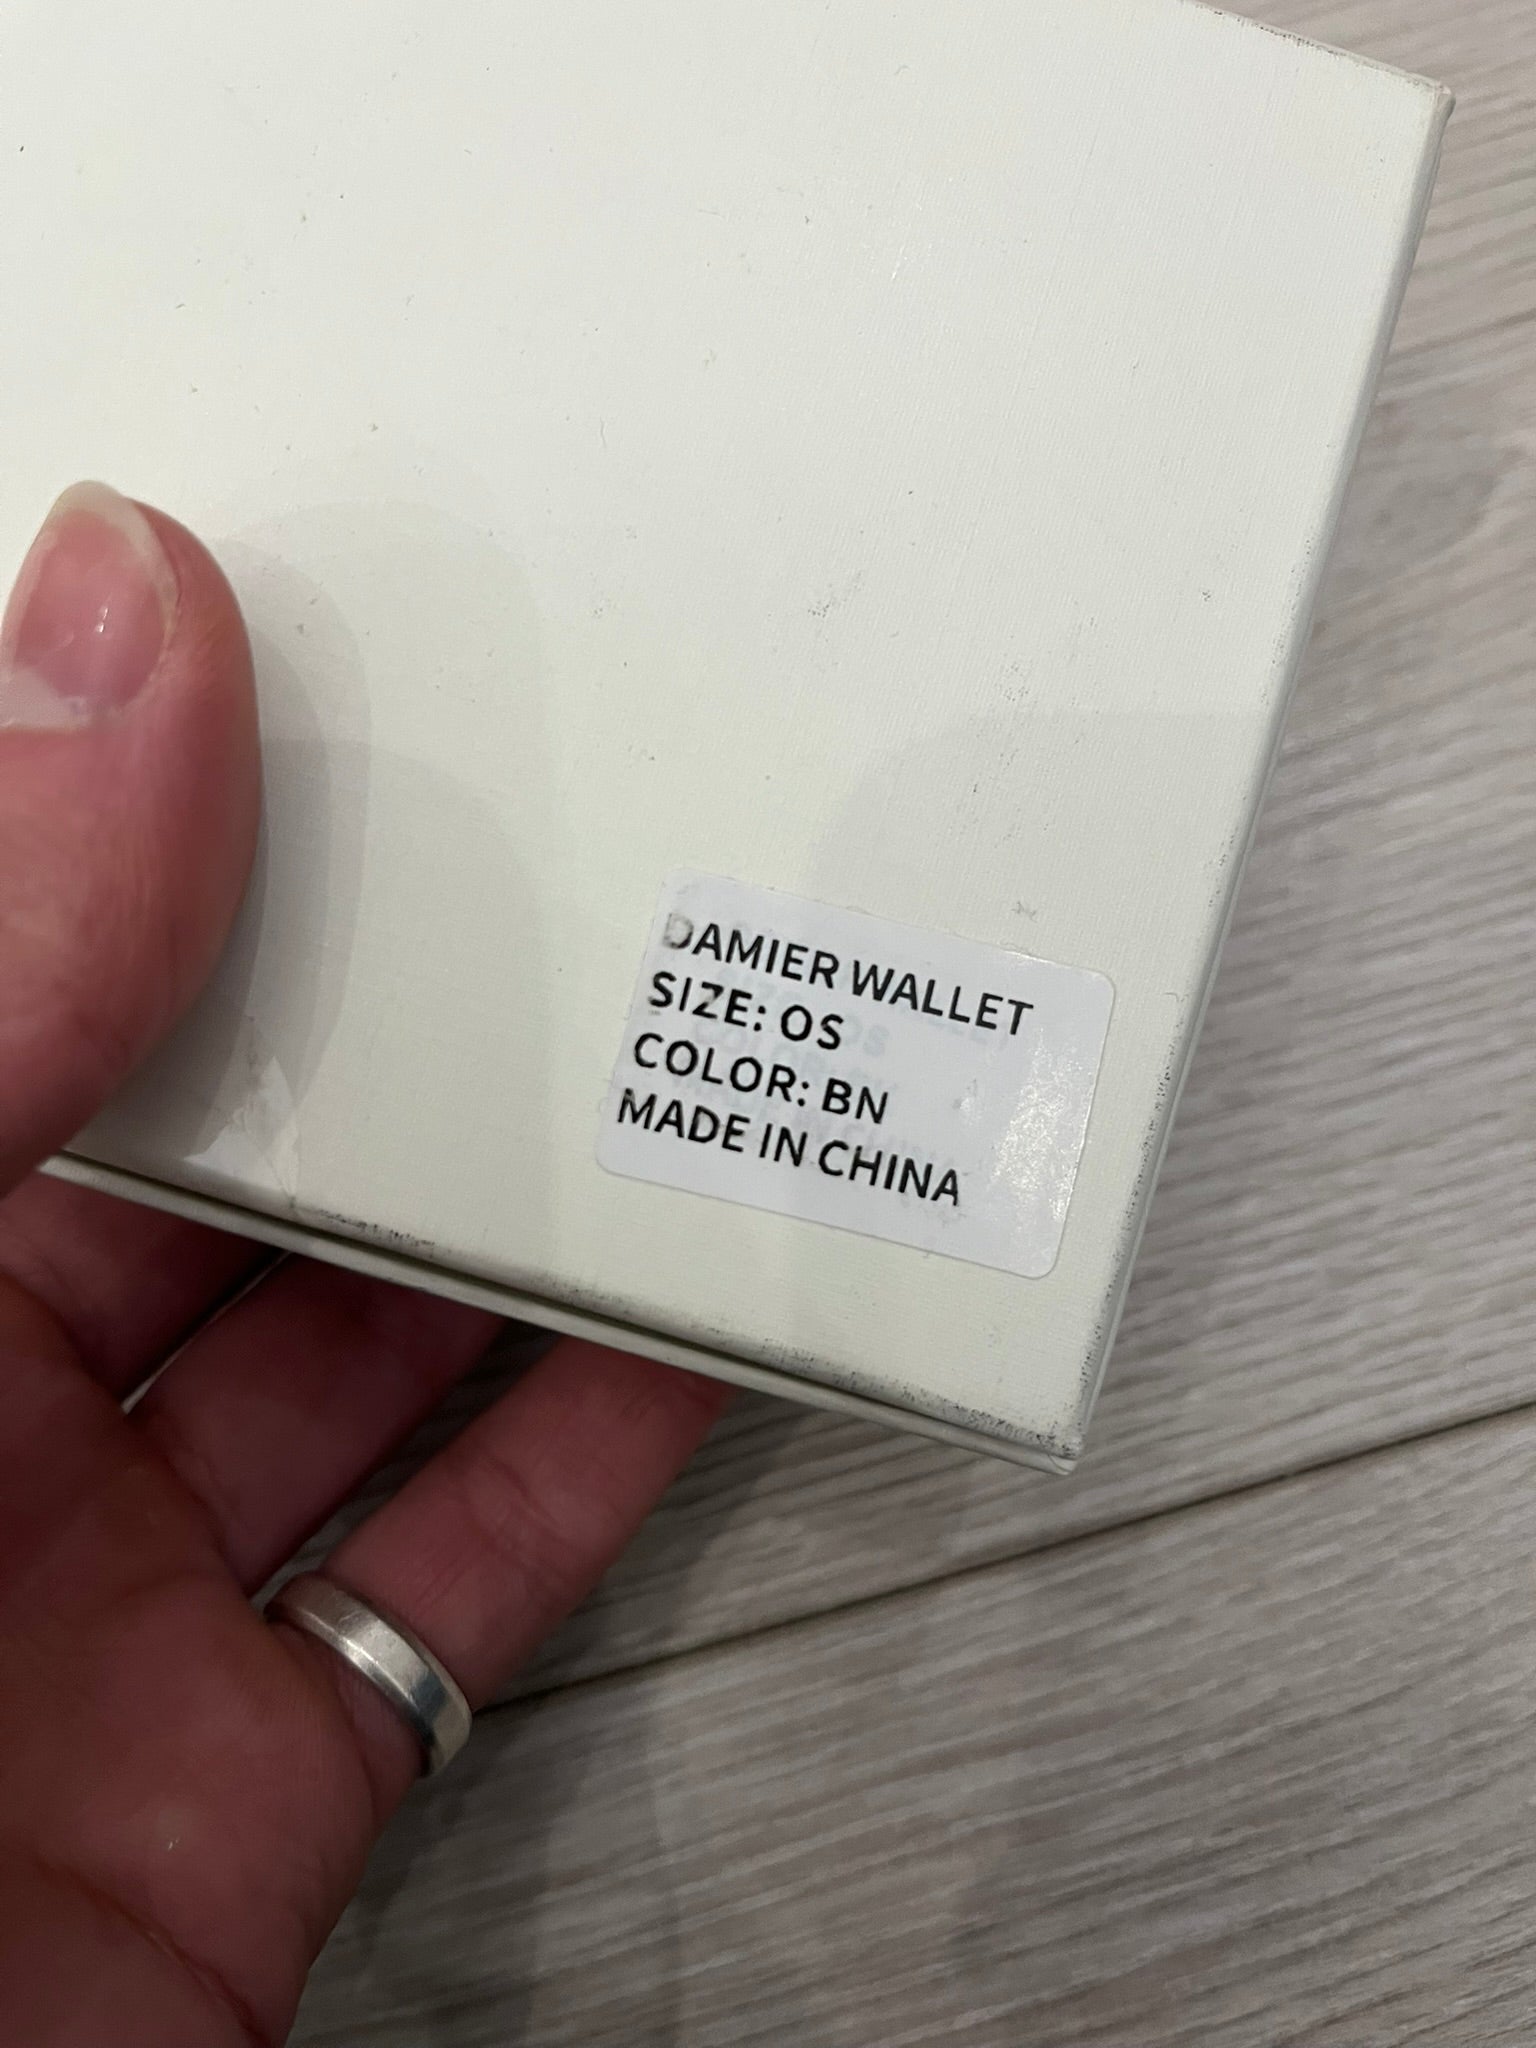 DAMIER WALLET
SIZE: OS
COLOR: BN
MADE IN CHINA